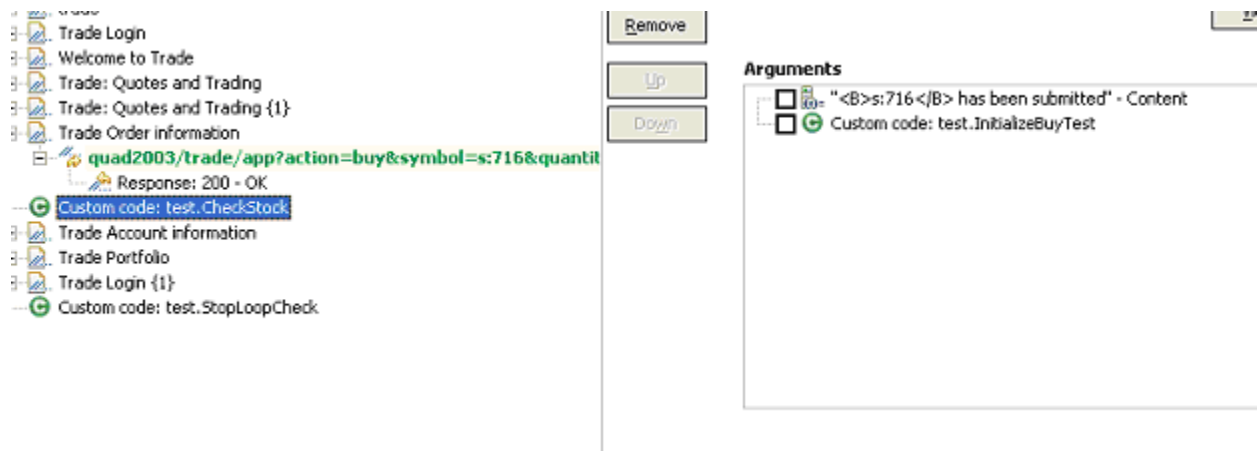 Trade Login
Welcome to Trade
Trade: Quotes and Trading
Trade: Quotes and Trading {1}
Trade Order information
quad2003/trade/app?action=buy&symbol=s:716&quantit
Response: 200 - OK
Custom code: test.CheckStock
Trade Account information
Trade Portfolio
Trade Login {1}
Custom code: test.StopLoopCheck
Remove
Up
Down
Arguments
"<B>s:716</B> has been submitted" - Content
Custom code: test.InitializeBuyTest